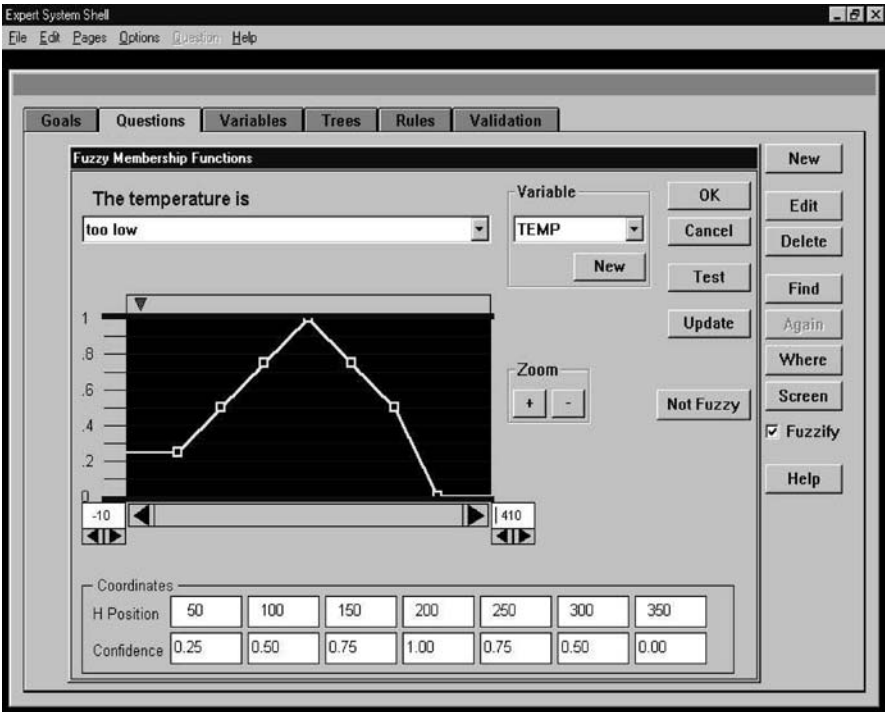 Expert System Shell
File Edit Pages Options Question Help
Goals Questions Variables Trees Rules Validation
Fuzzy Membership Functions
The temperature is
too low
Variable
TEMP
New
OK
Cancel
Test
Update
Not Fuzzy
Zoom
+ -
1
.8
.6
.4
.2
0
-10 410
Coordinates
H Position 50 100 150 200 250 300 350
Confidence 0.25 0.50 0.75 1.00 0.75 0.50 0.00
New
Edit
Delete
Find
Again
Where
Screen
Fuzzify
Help